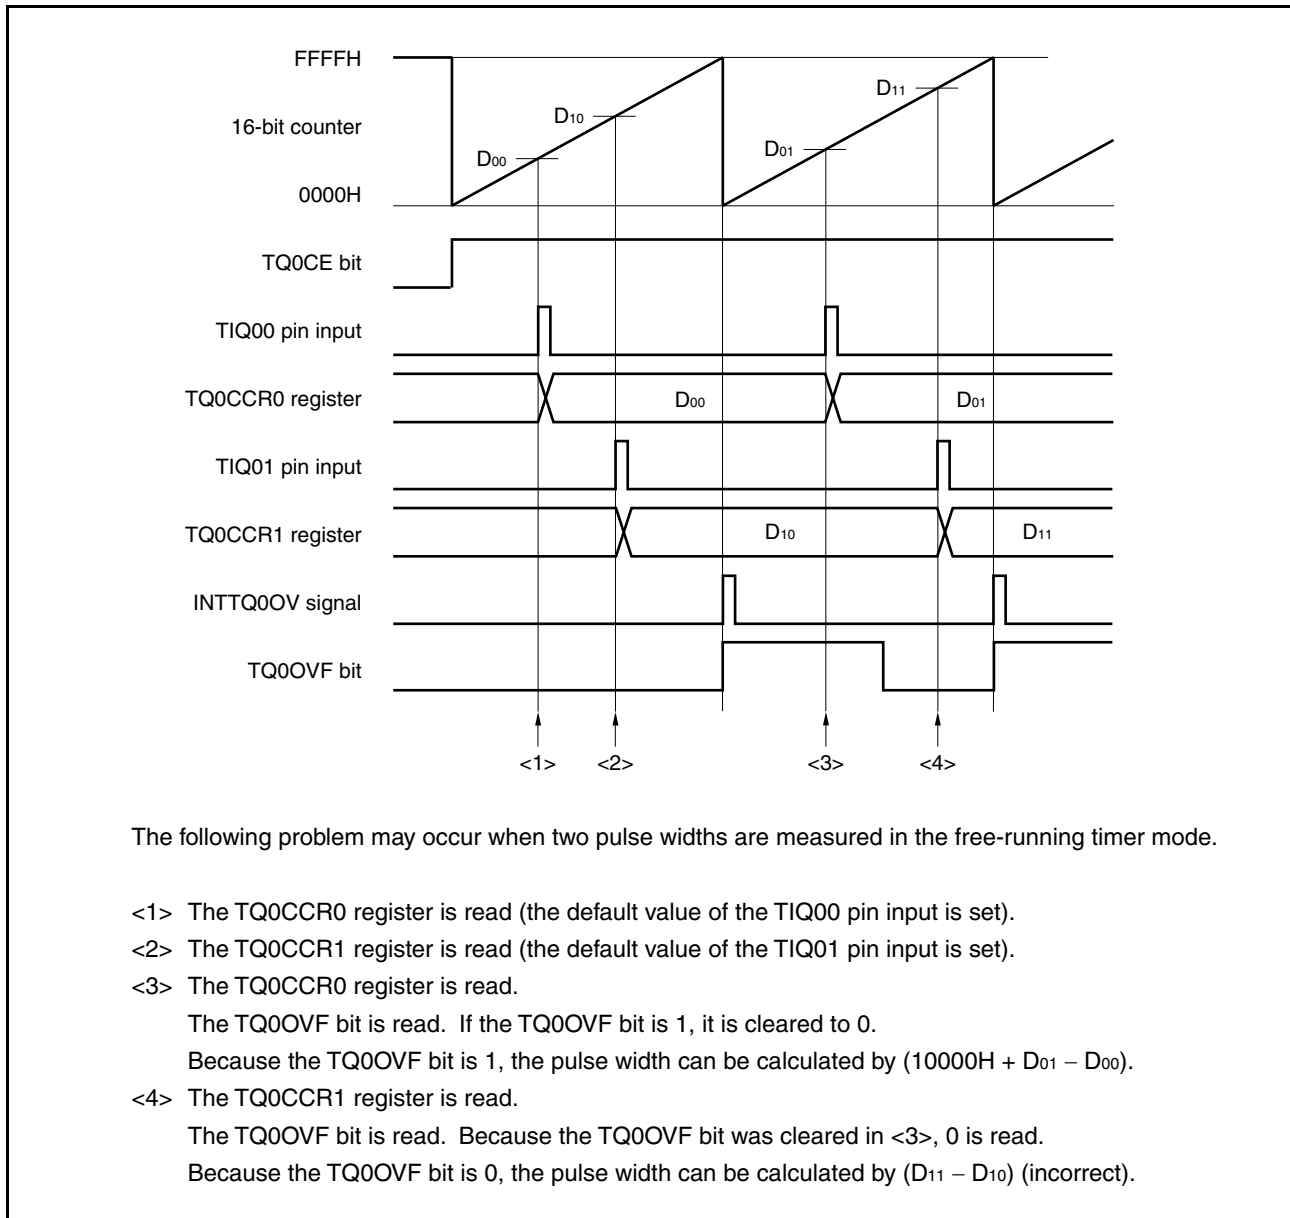 FFFFH
D10
D11
16-bit counter
D00
D01
0000H
TQ0CE bit
TIQ00 pin input
TQ0CCR0 register
D00
D01
TIQ01 pin input
TQ0CCR1 register
D10
D11
INTTQ0OV signal
TQ0OVF bit
<1>
<2>
<3>
<4>
The following problem may occur when two pulse widths are measured in the free-running timer mode.
<1> The TQ0CCR0 register is read (the default value of the TIQ00 pin input is set).
<2> The TQ0CCR1 register is read (the default value of the TIQ01 pin input is set).
<3> The TQ0CCR0 register is read.
The TQ0OVF bit is read. If the TQ0OVF bit is 1, it is cleared to 0.
Because the TQ0OVF bit is 1, the pulse width can be calculated by (10000H + D01 − D00).
<4> The TQ0CCR1 register is read.
The TQ0OVF bit is read. Because the TQ0OVF bit was cleared in <3>, 0 is read.
Because the TQ0OVF bit is 0, the pulse width can be calculated by (D11 − D10) (incorrect).